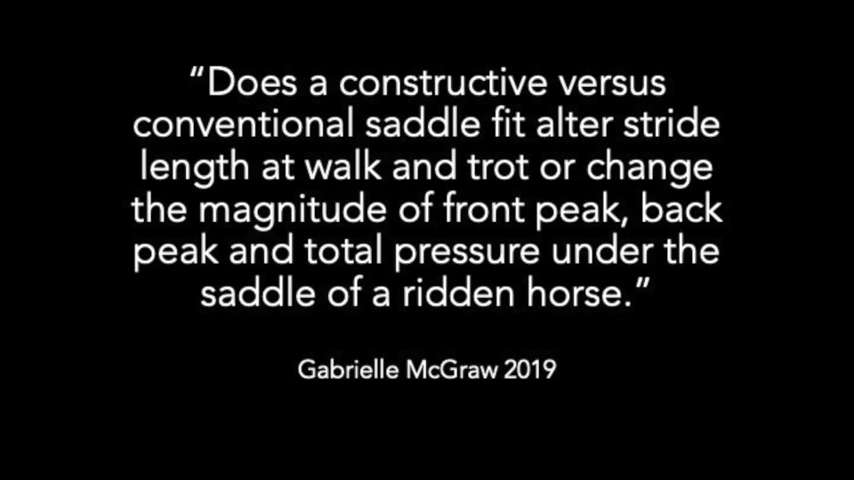 “Does a constructive versus
conventional saddle fit alter stride
length at walk and trot or change
the magnitude of front peak, back
peak and total pressure under the
saddle of a ridden horse.”
Gabrielle McGraw 2019